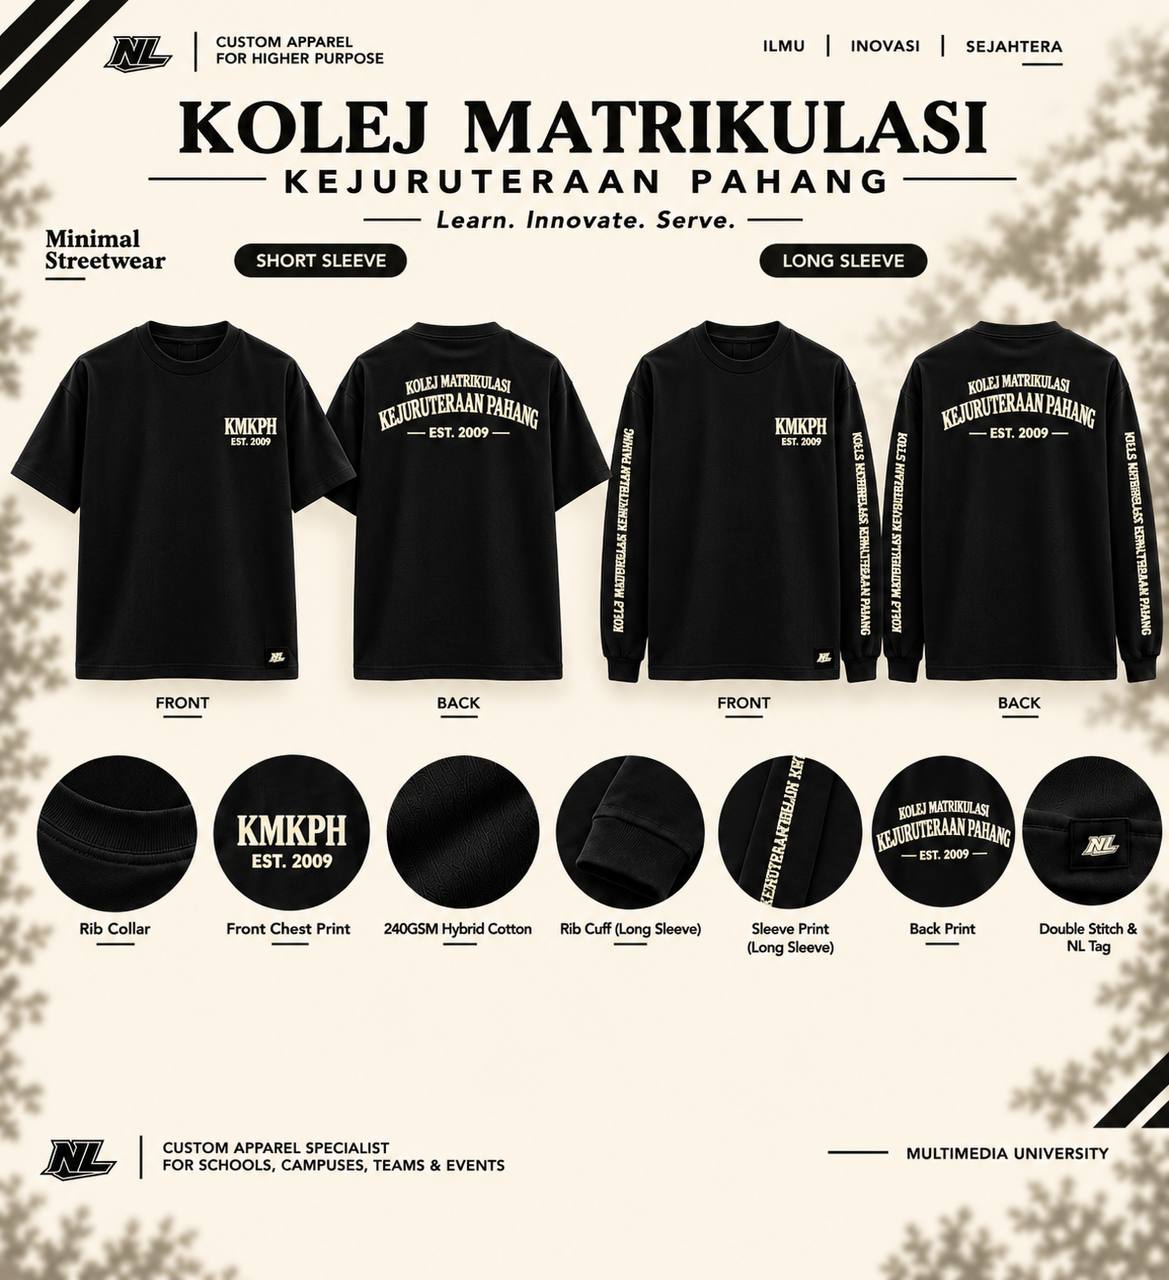 NL
CUSTOM APPAREL
FOR HIGHER PURPOSE
ILMU | INOVASI | SEJAHTERA
KOLEJ MATRIKULASI
KEJURUTERAAN PAHANG
Learn. Innovate. Serve.
Minimal
Streetwear
SHORT SLEEVE
LONG SLEEVE
KMKPH
EST. 2009
NL
KOLEJ MATRIKULASI
KEJURUTERAAN PAHANG
EST. 2009
KMKPH
EST. 2009
NL
KOLEJ MATRIKULASI
KEJURUTERAAN PAHANG
EST. 2009
FRONT
BACK
FRONT
BACK
KMKPH
EST. 2009
KOLEJ MATRIKULASI
KEJURUTERAAN PAHANG
EST. 2009
NL
Rib Collar
Front Chest Print
240GSM Hybrid Cotton
Rib Cuff (Long Sleeve)
Sleeve Print
(Long Sleeve)
Back Print
Double Stitch &
NL Tag
NL
CUSTOM APPAREL SPECIALIST
FOR SCHOOLS, CAMPUSES, TEAMS & EVENTS
MULTIMEDIA UNIVERSITY